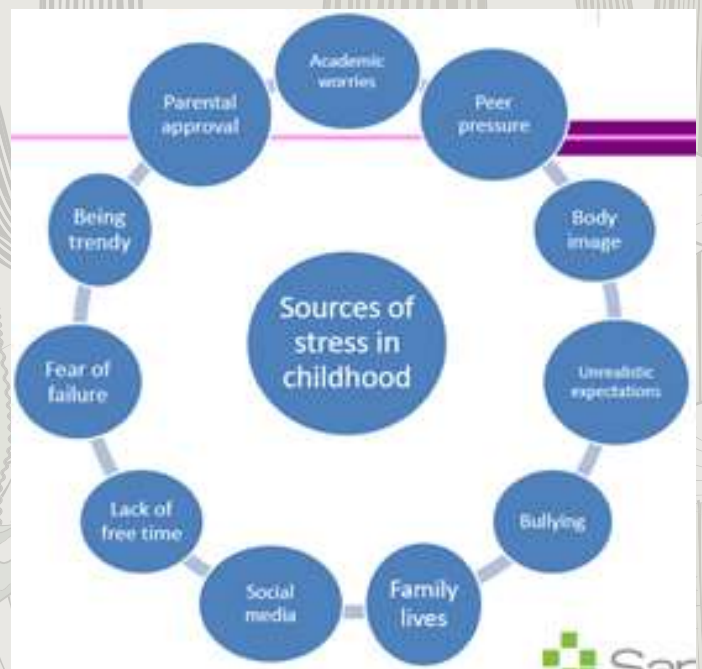 Academic
worries
Peer
pressure
Body
image
Unrealistic
expectations
Bullying
Family
lives
Social
media
Lack of
free time
Fear of
failure
Being
trendy
Parental
approval
Sources of
stress in
childhood